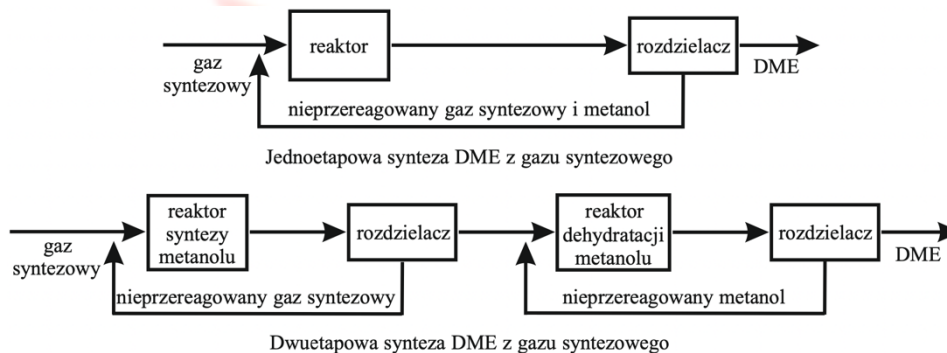 reaktor
rozdzielacz
gaz
syntezowy
DME
nieprzereagowany gaz syntezowy i metanol
Jednoetapowa synteza DME z gazu syntezowego
reaktor
syntezy
metanolu
rozdzielacz
reaktor
dehydratacji
metanolu
rozdzielacz
gaz
syntezowy
DME
nieprzereagowany gaz syntezowy
nieprzereagowany metanol
Dwuetapowa synteza DME z gazu syntezowego